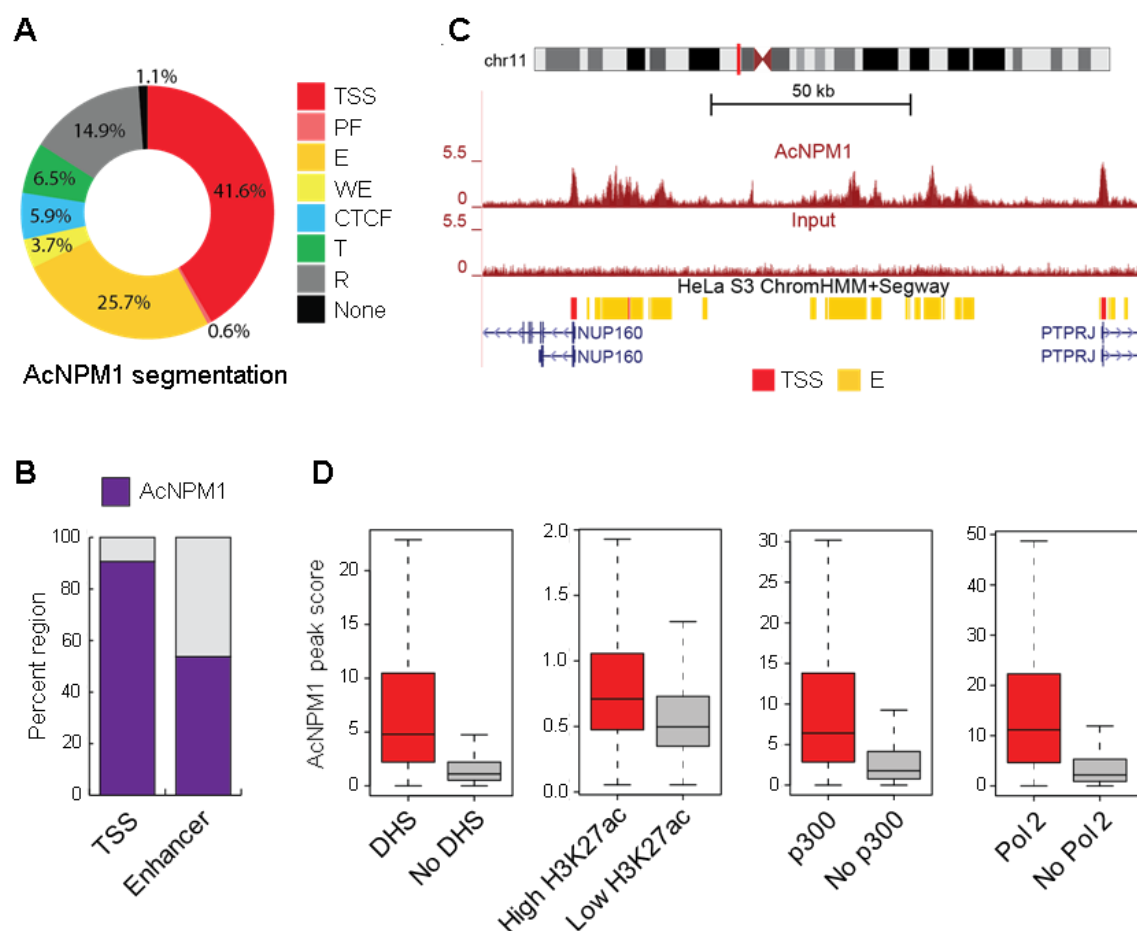 A
1.1%
14.9%
6.5%
5.9%
3.7%
25.7%
0.6%
41.6%
TSS
PF
E
WE
CTCF
T
R
None
AcNPM1 segmentation
C
chr11
50 kb
AcNPM1
5.5
0
Input
5.5
0
HeLa S3 ChromHMM+Segway
NUP160
NUP160
PTPRJ
PTPRJ
TSS
E
B
AcNPM1
Percent region
100
80
60
40
20
0
TSS
Enhancer
D
AcNPM1 peak score
20
15
10
5
0
DHS
No DHS
2.0
1.5
1.0
0.5
0.0
High H3K27ac
Low H3K27ac
30
25
20
15
10
5
0
p300
No p300
50
40
30
20
10
0
Pol 2
No Pol 2